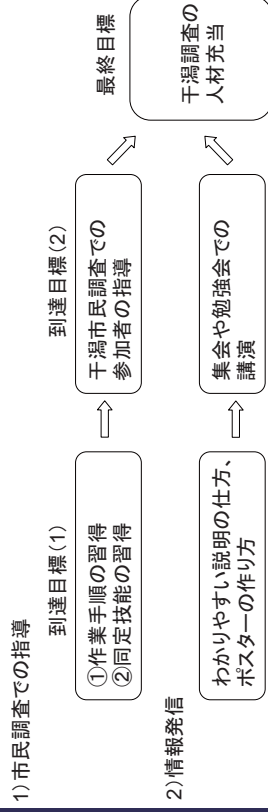 1)市民調査での指導
到達目標(1)
到達目標(2)
最終目標
①作業手順の習得
②同定技能の習得
干潟市民調査での
参加者の指導
干潟調査の
人材充当
2)情報発信
わかりやすい説明の仕方、
ポスターの作り方
集会や勉強会での
講演